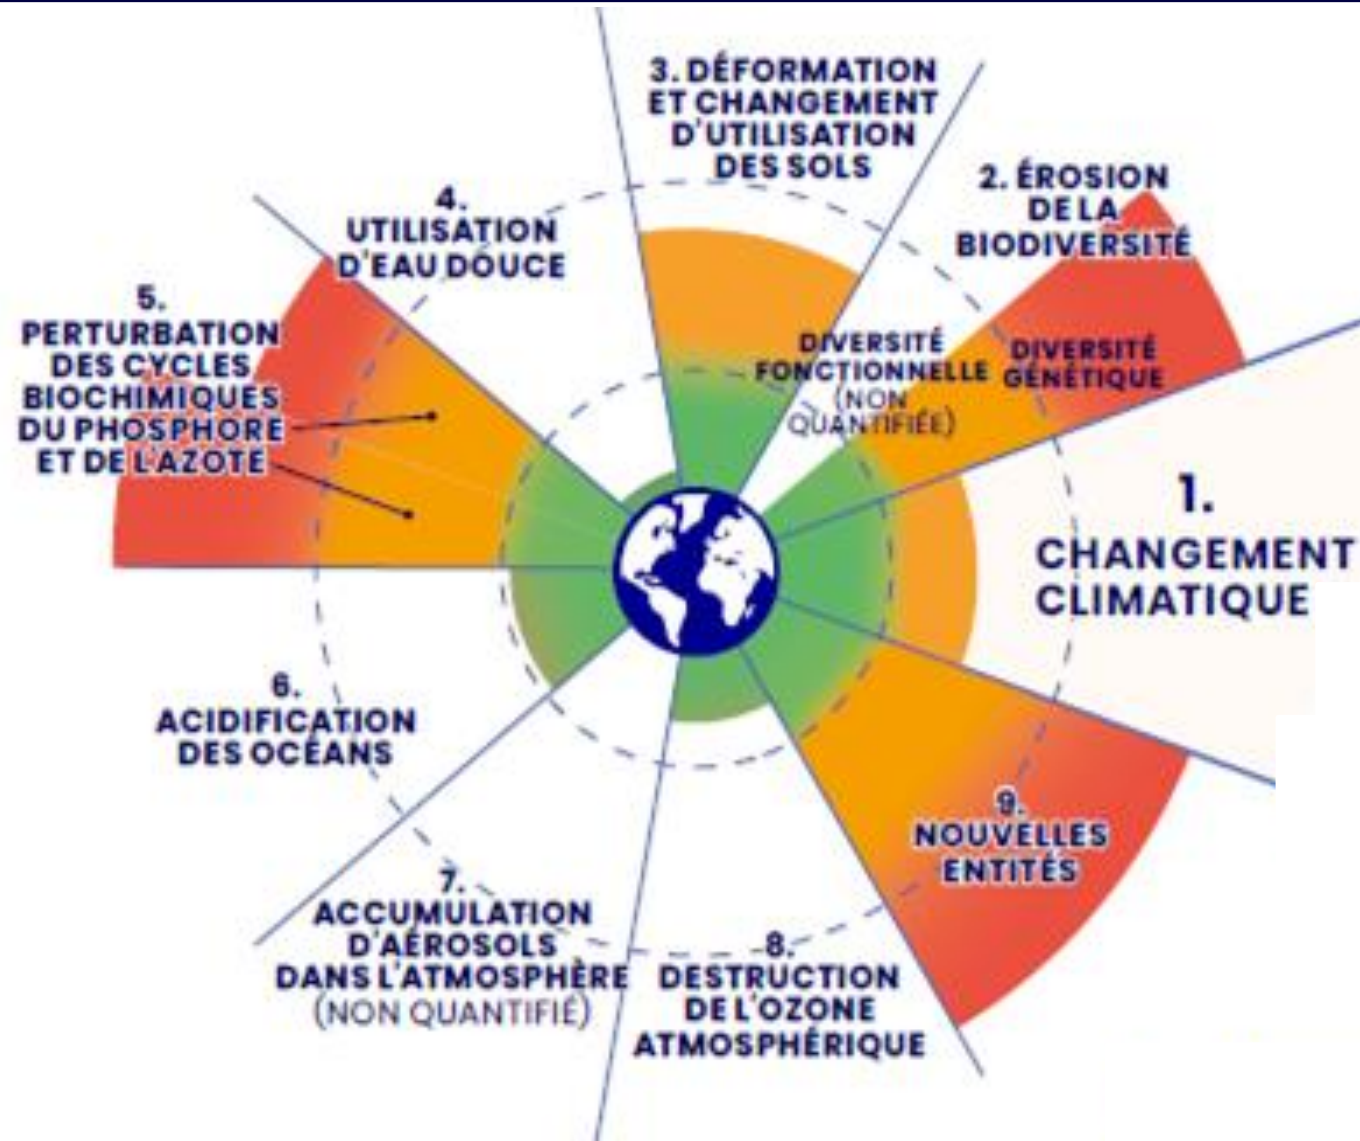 1.
CHANGEMENT
CLIMATIQUE
2. ÉROSION
DE LA
BIODIVERSITÉ
DIVERSITÉ
GÉNÉTIQUE
DIVERSITÉ
FONCTIONNELLE
(NON
QUANTIFIÉE)
3. DÉFORMATION
ET CHANGEMENT
D'UTILISATION
DES SOLS
4.
UTILISATION
D'EAU DOUCE
5.
PERTURBATION
DES CYCLES
BIOCHIMIQUES
DU PHOSPHORE
ET DE L'AZOTE
6.
ACIDIFICATION
DES OCÉANS
7.
ACCUMULATION
D'AÉROSOLS
DANS L'ATMOSPHÈRE
(NON QUANTIFIÉ)
8.
DESTRUCTION
DE L'OZONE
ATMOSPHÉRIQUE
9.
NOUVELLES
ENTITÉS